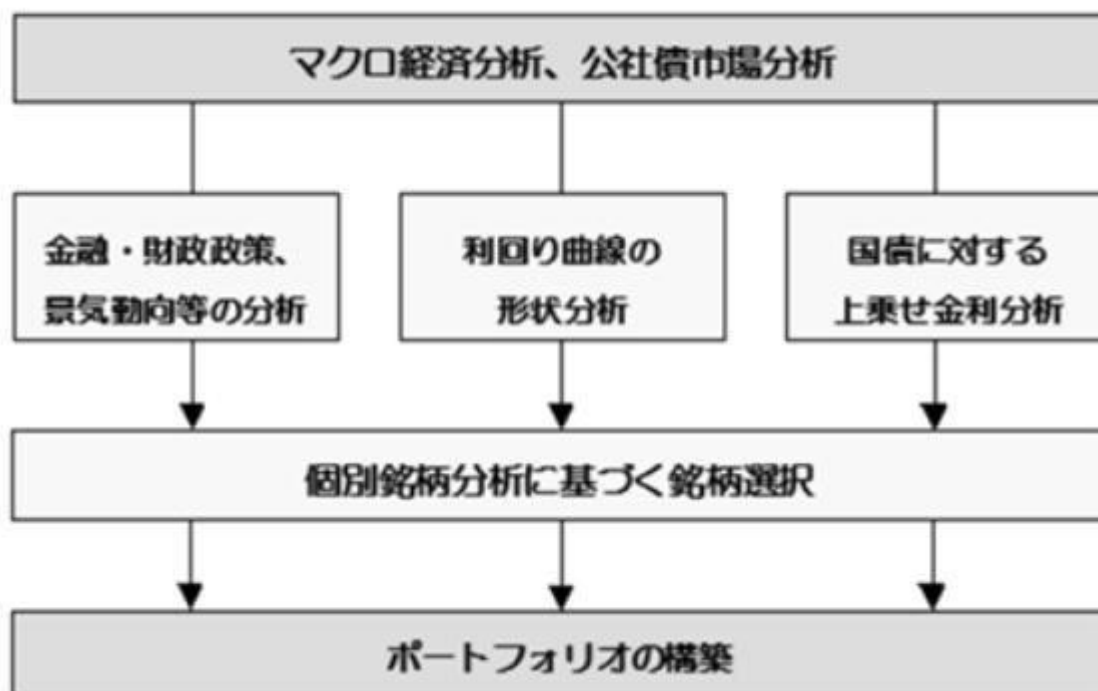 マクロ経済分析、公社債市場分析
金融・財政政策、
景気動向等の分析
利回り曲線の
形状分析
国債に対する
上乗せ金利分析
個別銘柄分析に基づく銘柄選択
ポートフォリオの構築